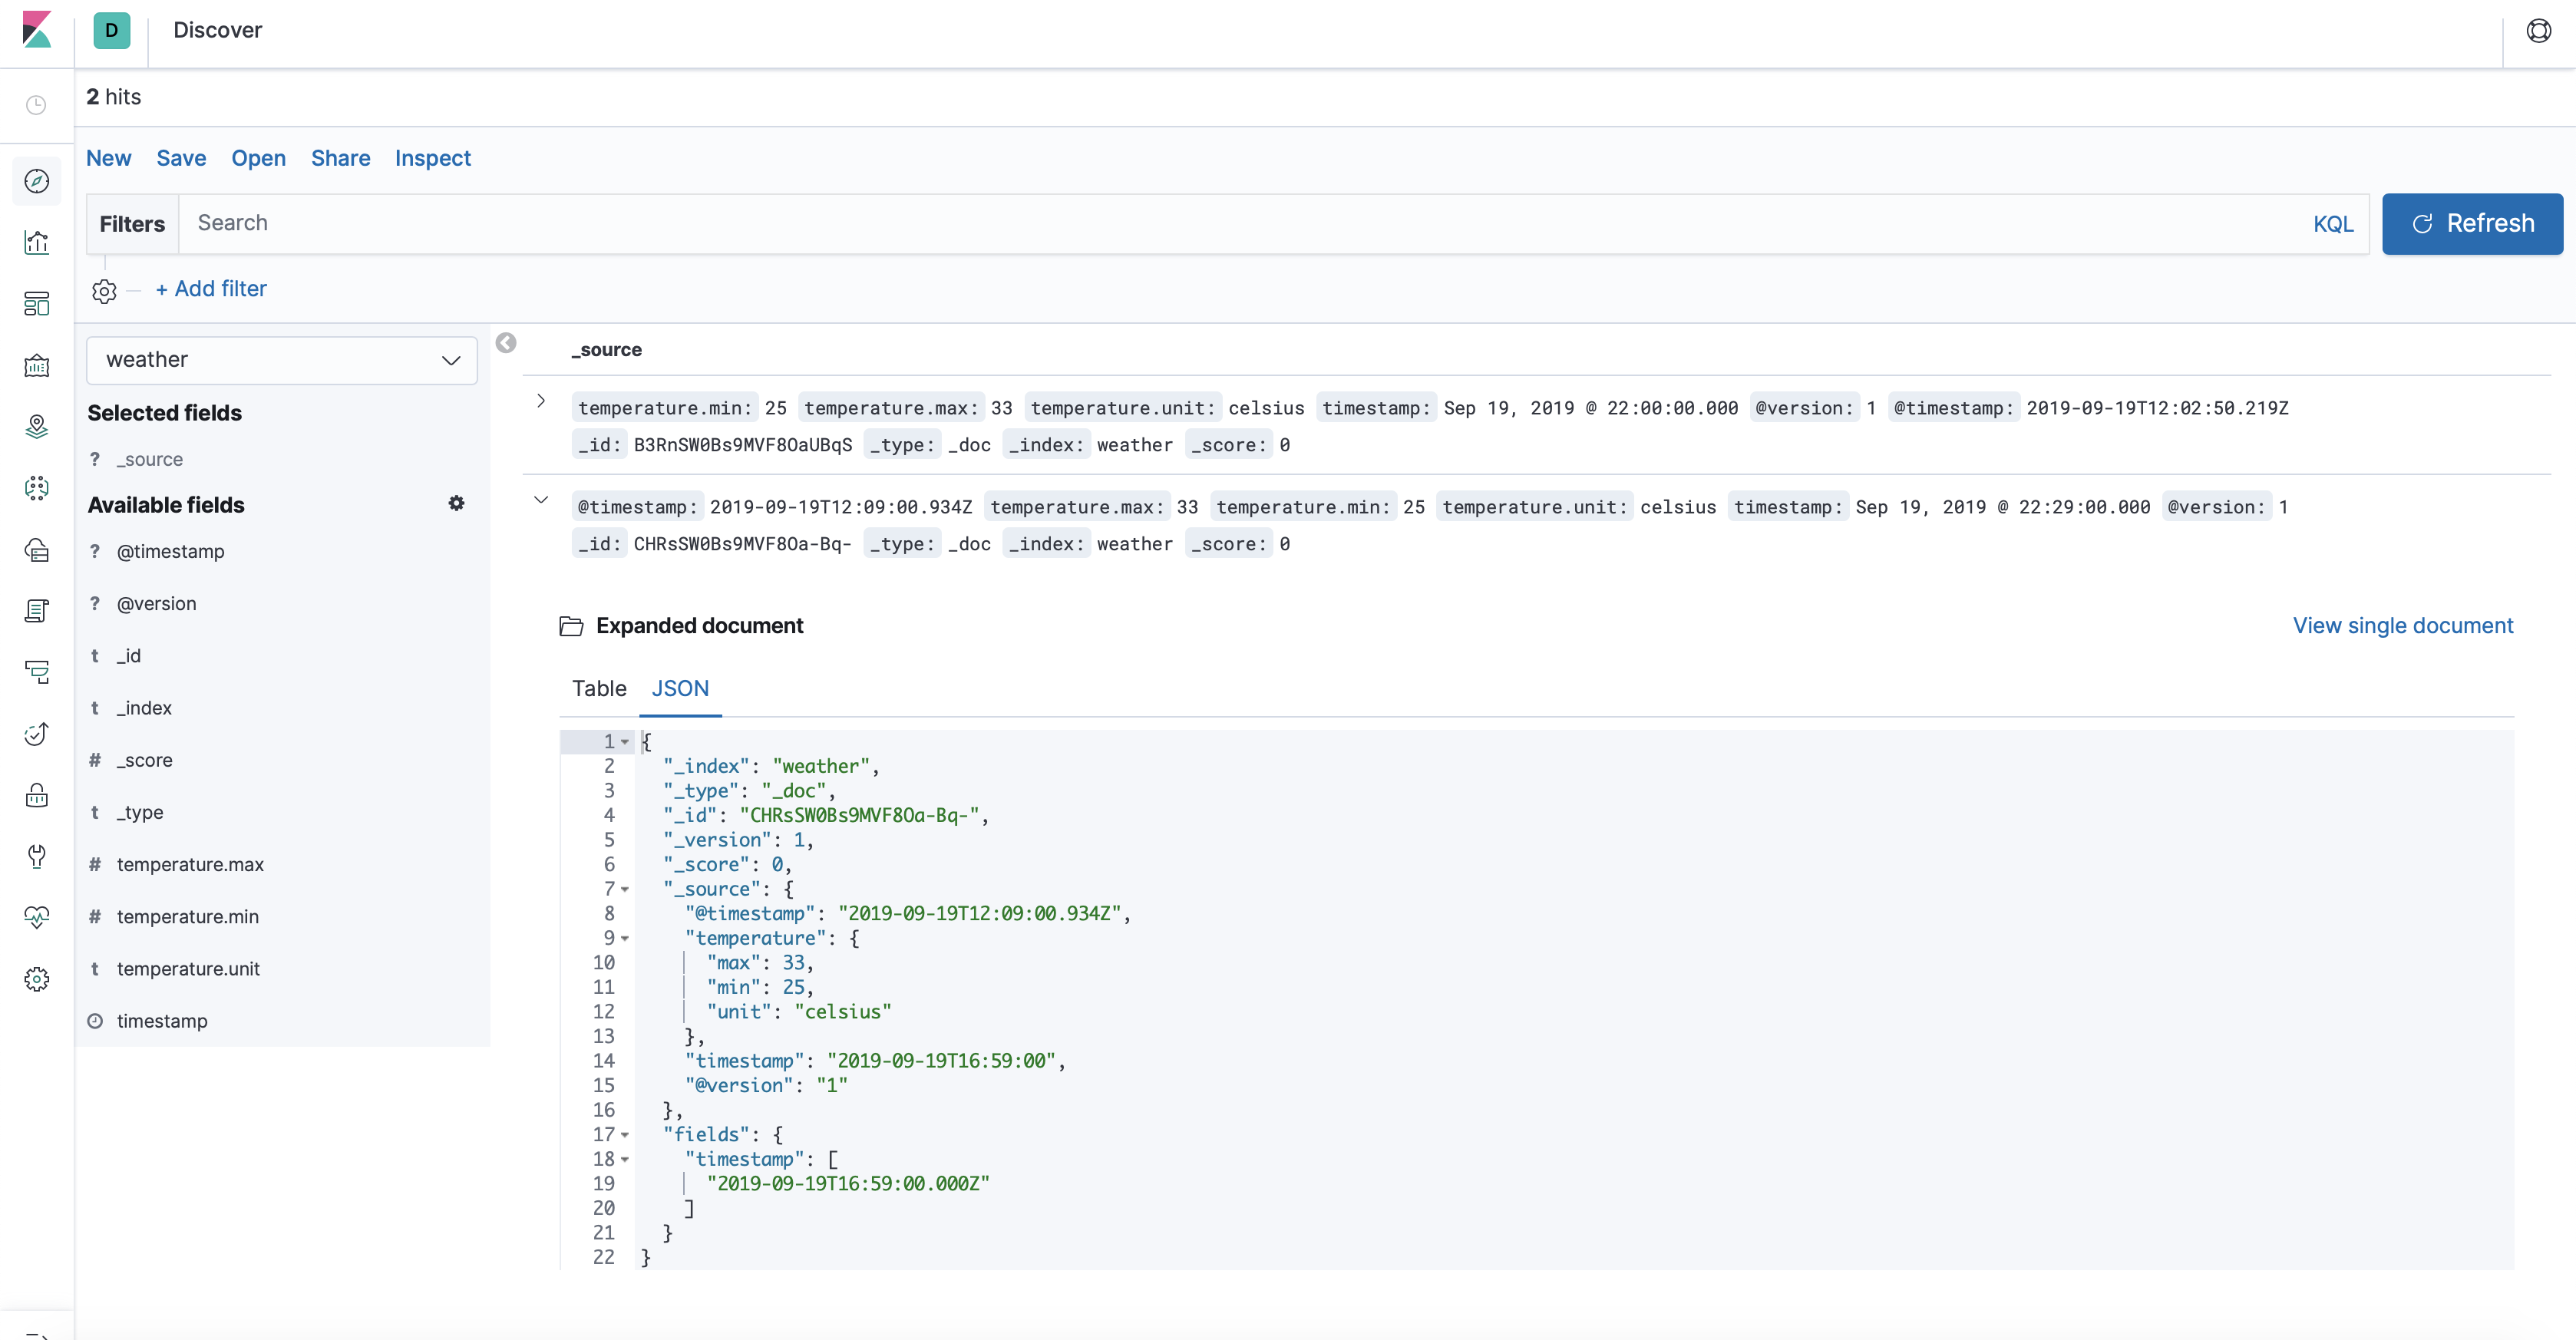 D Discover
2 hits
New Save Open Share Inspect
Filters Search KQL Refresh
+ Add filter
weather
Selected fields
? _source
Available fields
? @timestamp
? @version
t _id
t _index
# _score
t _type
# temperature.max
# temperature.min
t temperature.unit
timestamp
_source
temperature.min: 25 temperature.max: 33 temperature.unit: celsius timestamp: Sep 19, 2019 @ 22:00:00.000 @version: 1 @timestamp: 2019-09-19T12:02:50.219Z
_id: B3RnSW0Bs9MVF8OaUBqS _type: _doc _index: weather _score: 0
@timestamp: 2019-09-19T12:09:00.934Z temperature.max: 33 temperature.min: 25 temperature.unit: celsius timestamp: Sep 19, 2019 @ 22:29:00.000 @version: 1
_id: CHRsSW0Bs9MVF8Oa-Bq- _type: _doc _index: weather _score: 0
Expanded document View single document
Table JSON
1 {
2 "_index": "weather",
3 "_type": "_doc",
4 "_id": "CHRsSW0Bs9MVF8Oa-Bq-",
5 "_version": 1,
6 "_score": 0,
7 "_source": {
8 "@timestamp": "2019-09-19T12:09:00.934Z",
9 "temperature": {
10 "max": 33,
11 "min": 25,
12 "unit": "celsius"
13 },
14 "timestamp": "2019-09-19T16:59:00",
15 "@version": "1"
16 },
17 "fields": {
18 "timestamp": [
19 "2019-09-19T16:59:00.000Z"
20 ]
21 }
22 }